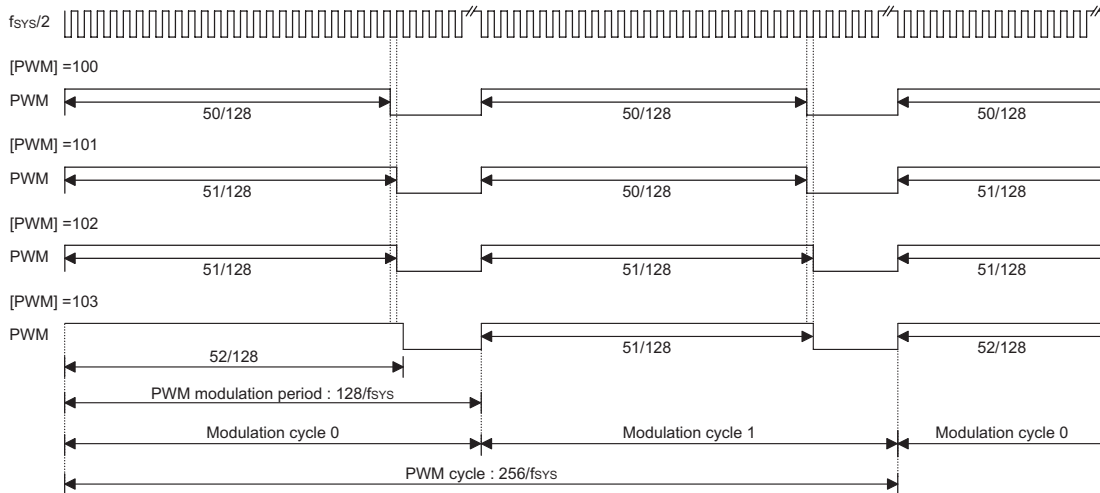 fSYS/2
[PWM] =100
PWM
50/128
50/128
50/128
[PWM] =101
PWM
51/128
50/128
51/128
[PWM] =102
PWM
51/128
51/128
51/128
[PWM] =103
PWM
52/128
51/128
52/128
PWM modulation period : 128/fSYS
Modulation cycle 0
Modulation cycle 1
Modulation cycle 0
PWM cycle : 256/fSYS